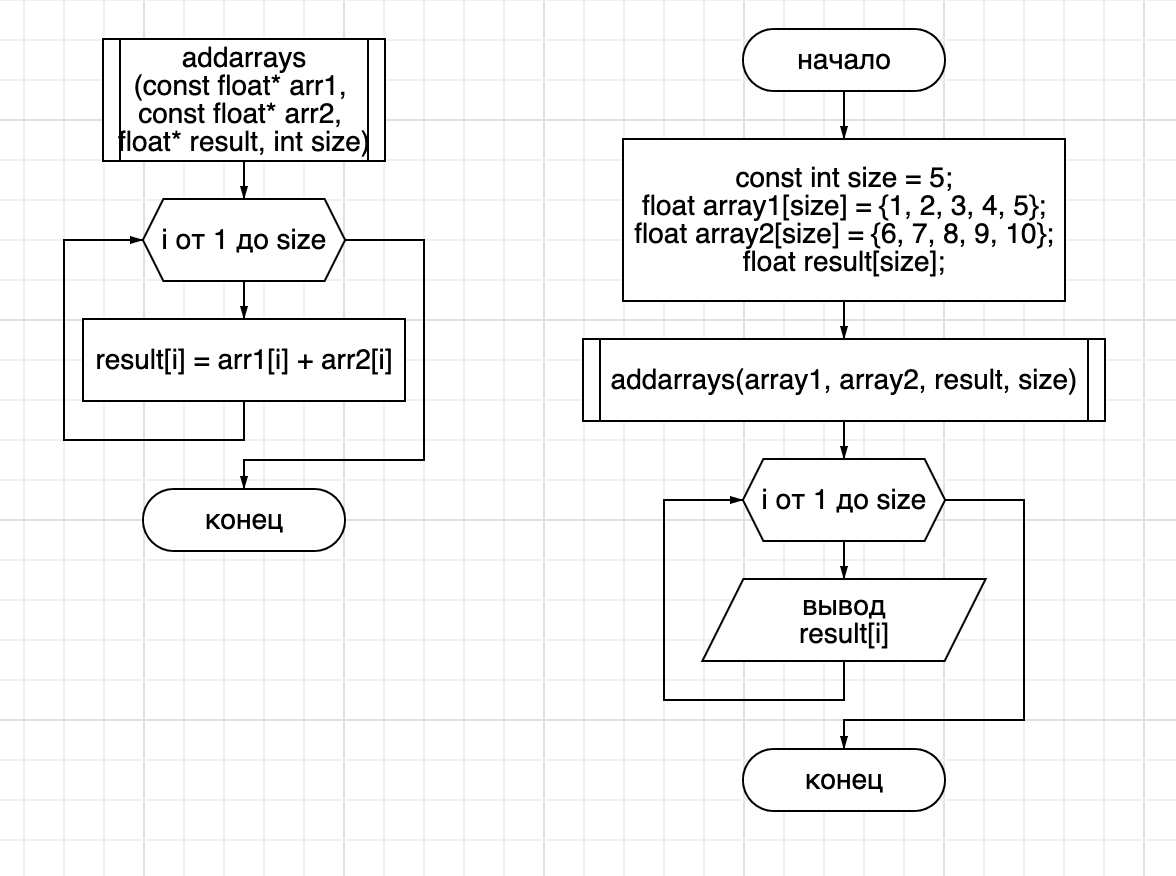 addarrays
(const float* arr1,
const float* arr2,
float* result, int size)
i от 1 до size
result[i] = arr1[i] + arr2[i]
конец
начало
const int size = 5;
float array1[size] = {1, 2, 3, 4, 5};
float array2[size] = {6, 7, 8, 9, 10};
float result[size];
addarrays(array1, array2, result, size)
i от 1 до size
вывод
result[i]
конец